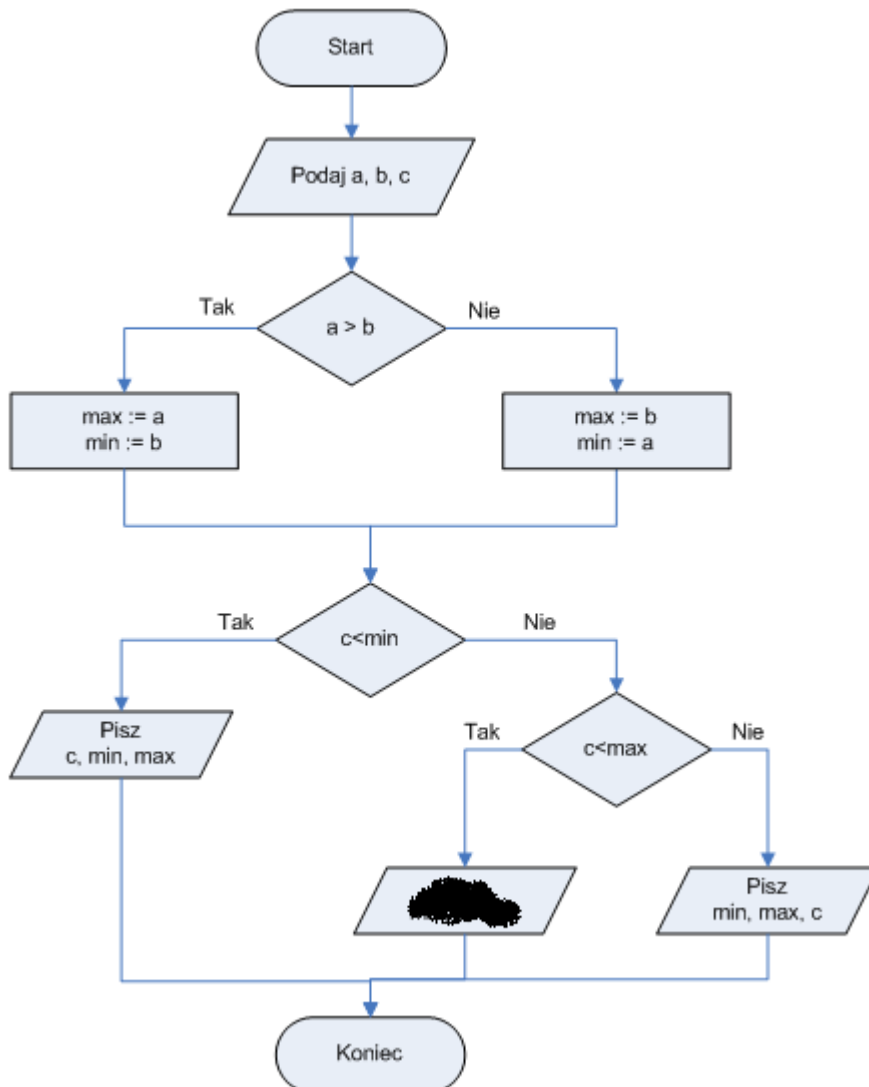 Start
Podaj a, b, c
Tak
Nie
a > b
max := a
min := b
max := b
min := a
Tak
Nie
c<min
Pisz
c, min, max
Tak
Nie
c<max
Pisz
min, max, c
Koniec